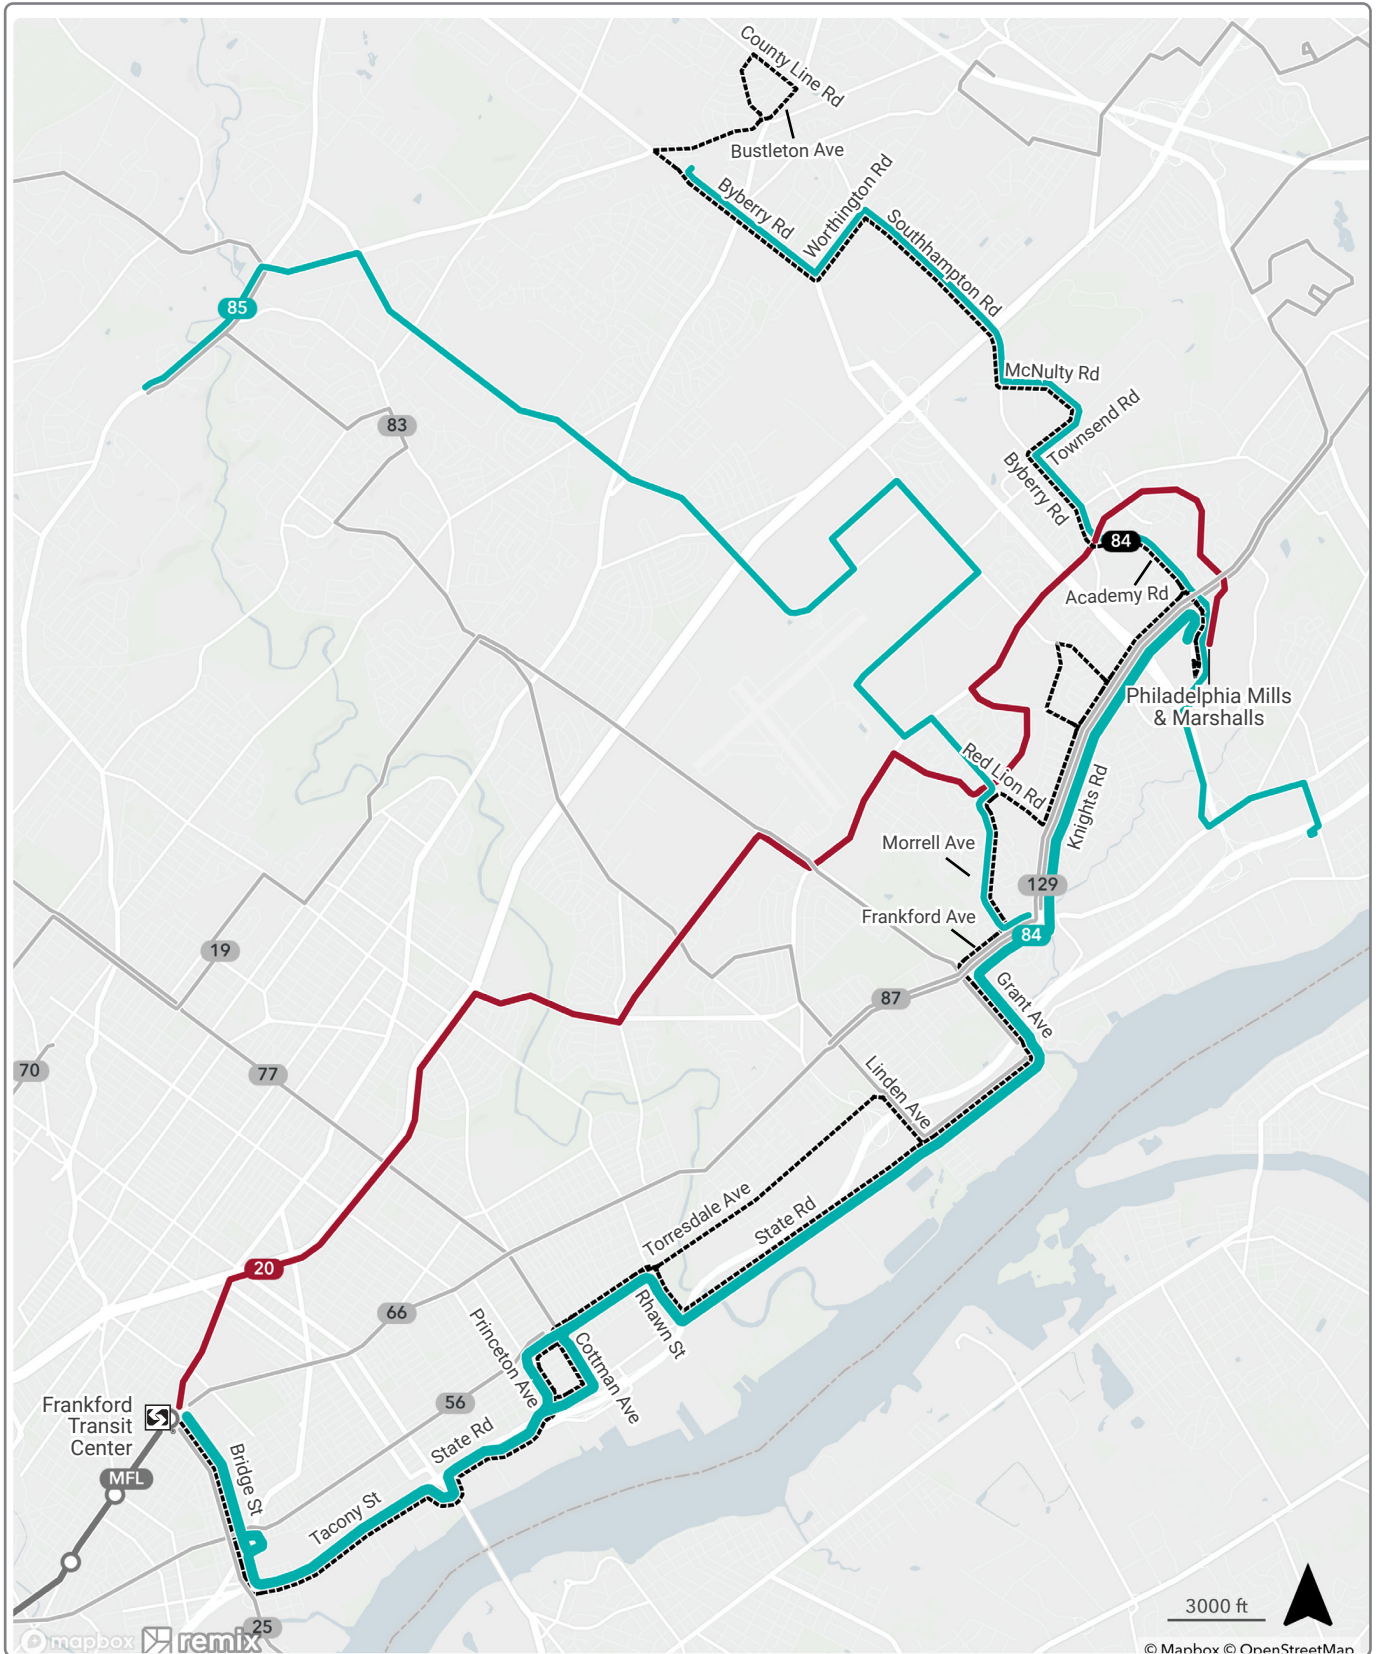 County Line Rd
Bustleton Ave
Byberry Rd
Worthington Rd
Southhampton Rd
85
McNulty Rd
Townsend Rd
83
Byberry Rd
84
Academy Rd
Philadelphia Mills
& Marshalls
Red Lion Rd
Knights Rd
Morrell Ave
129
Frankford Ave
84
19
87
Grant Ave
70
77
Linden Ave
Torresdale Ave
State Rd
20
66
Rhawn St
Princeton Ave
Cottman Ave
56
Frankford
Transit
Center
State Rd
MFL
Bridge St
Tacony St
3000 ft
25
mapbox
remix
© Mapbox © OpenStreetMap